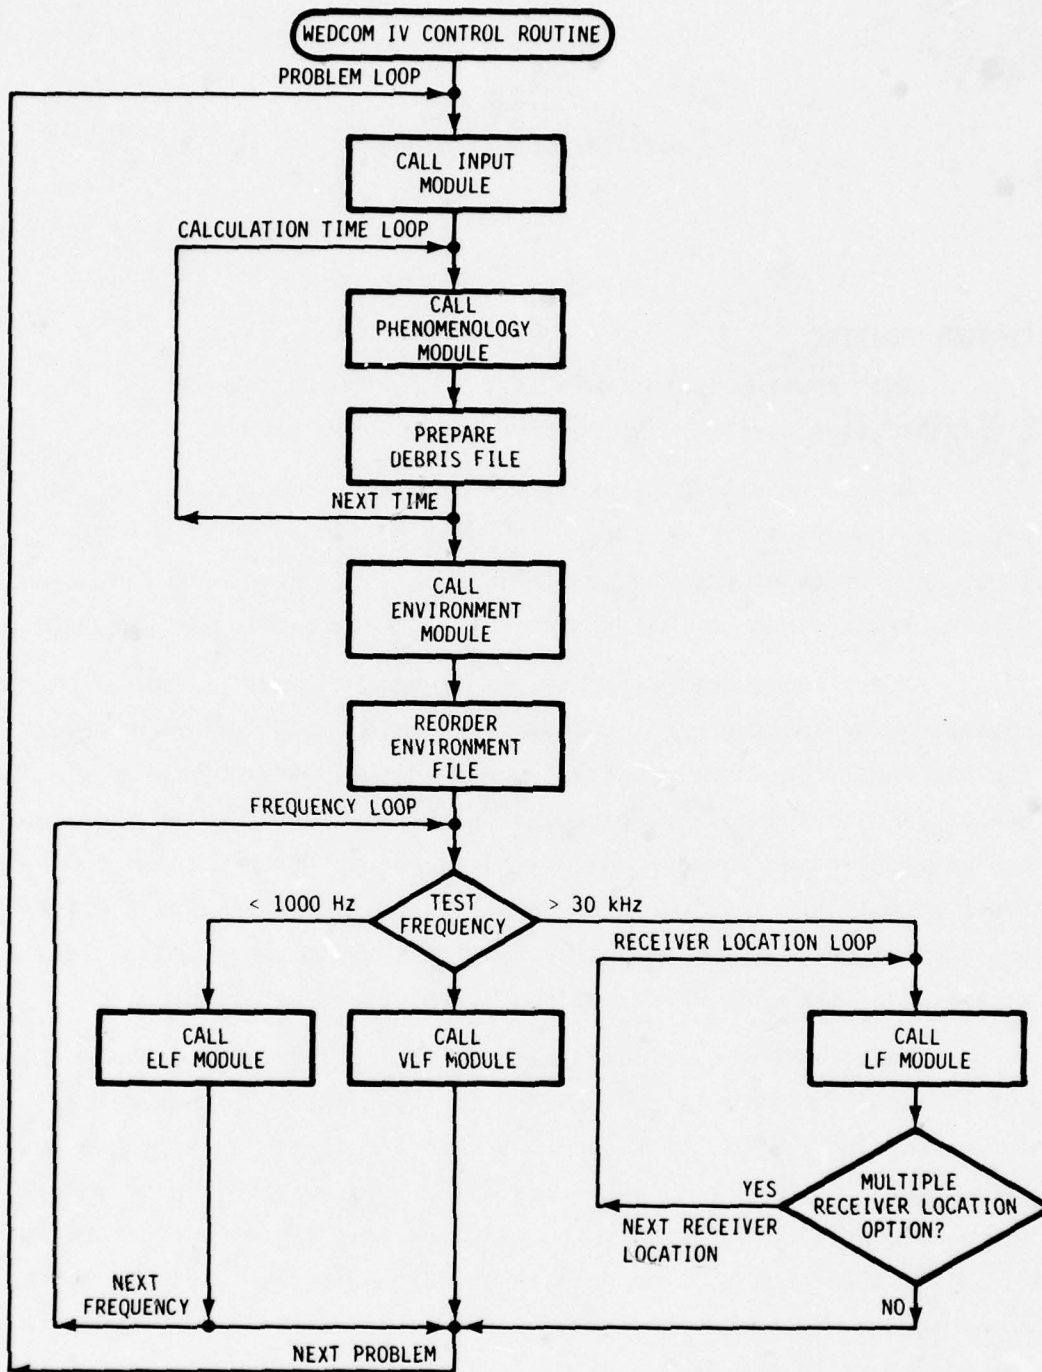 WEDCOM IV CONTROL ROUTINE
PROBLEM LOOP
CALL INPUT
MODULE
CALCULATION TIME LOOP
CALL
PHENOMENOLOGY
MODULE
PREPARE
DEBRIS FILE
NEXT TIME
CALL
ENVIRONMENT
MODULE
REORDER
ENVIRONMENT
FILE
FREQUENCY LOOP
< 1000 Hz
TEST
FREQUENCY
> 30 kHz
RECEIVER LOCATION LOOP
CALL
ELF MODULE
CALL
VLF MODULE
CALL
LF MODULE
YES
MULTIPLE
RECEIVER LOCATION
OPTION?
NEXT RECEIVER
LOCATION
NEXT
FREQUENCY
NO
NEXT PROBLEM